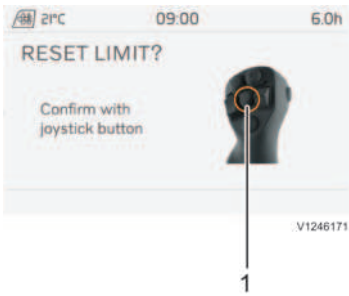 21°C 09:00 6.0h
RESET LIMIT?
Confirm with
joystick button
V1246171
1